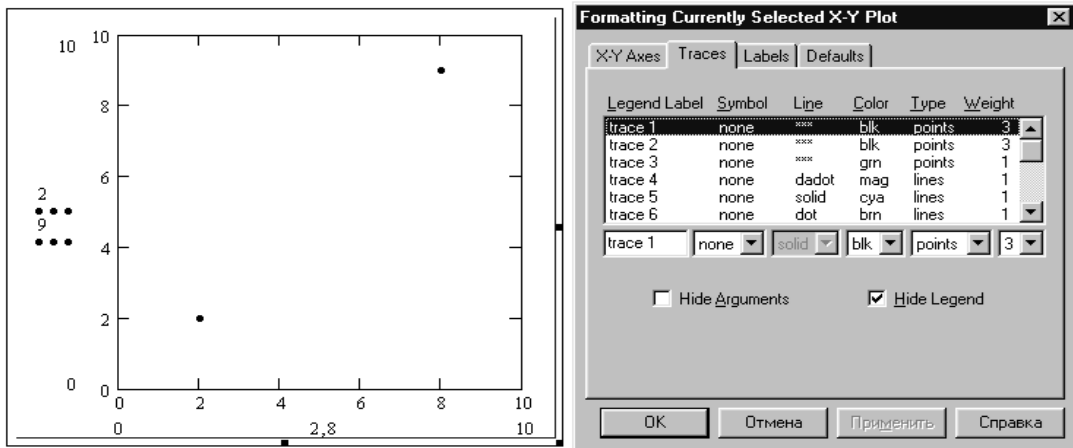 10
10
8
6
4
2
0
2
9
0
0 2 4 6 8 10
0 2,8 10
Formatting Currently Selected X-Y Plot
X-Y Axes Traces Labels Defaults
Legend Label Symbol Line Color Type Weight
trace 1 none *** blk points 3
trace 2 none *** blk points 3
trace 3 none *** grn points 1
trace 4 none dadot mag lines 1
trace 5 none solid cya lines 1
trace 6 none dot brn lines 1
trace 1 none solid blk points 3
Hide Arguments Hide Legend
OK Отмена Применить Справка